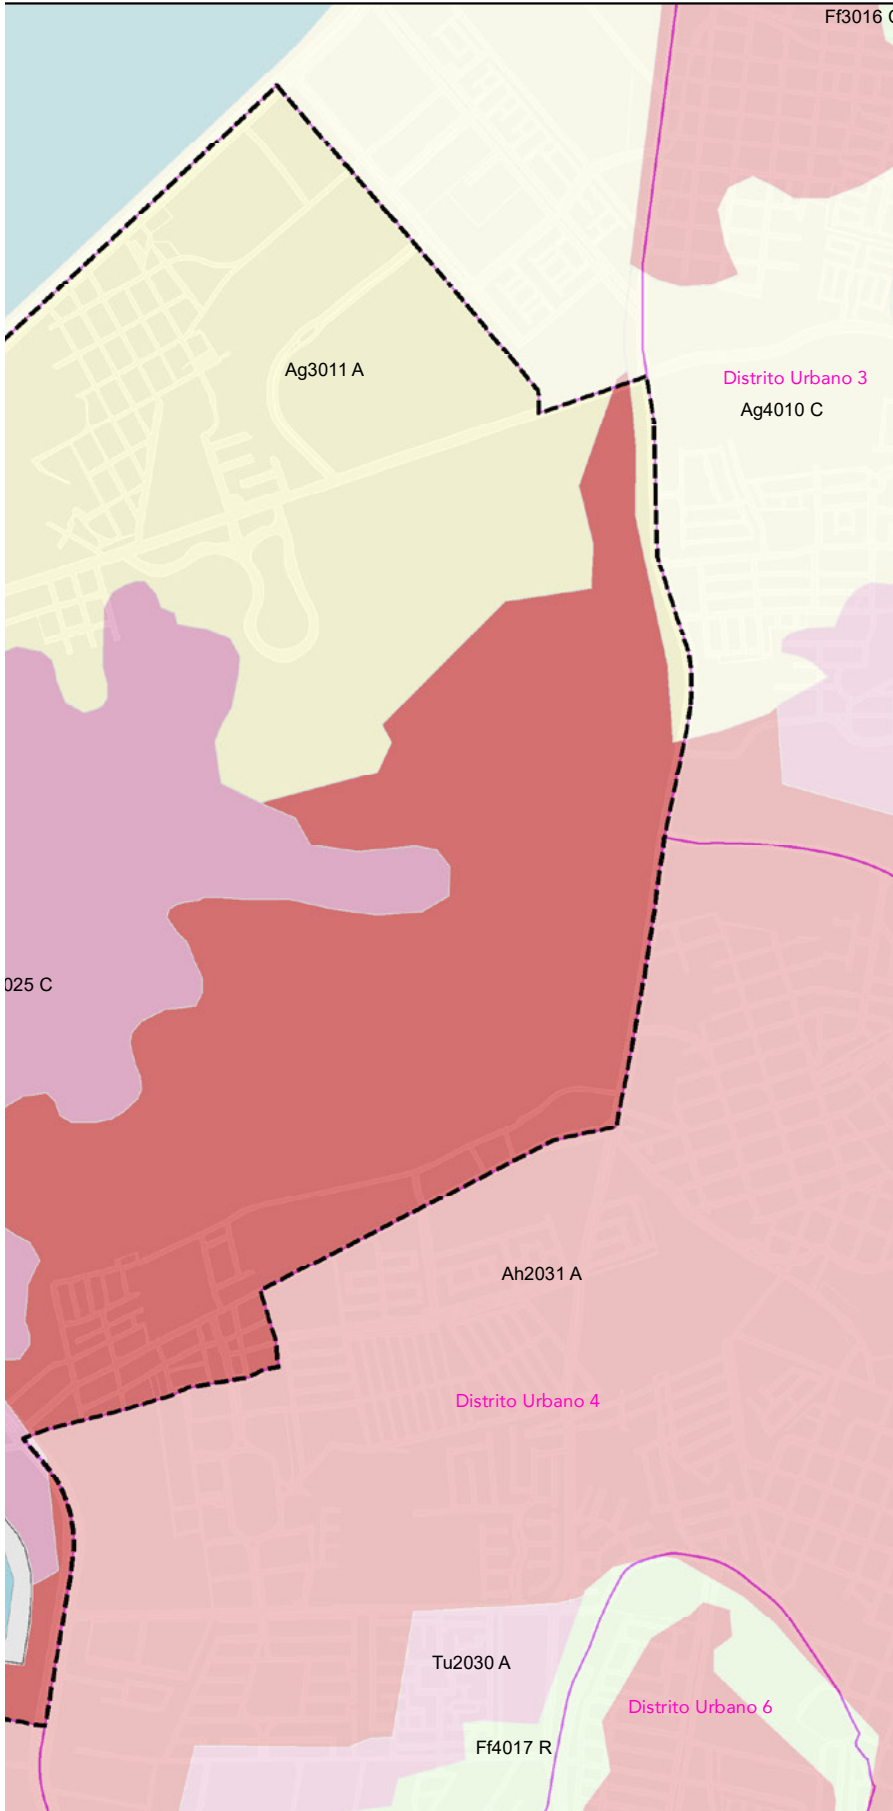 Ff3016
Ag3011 A
Distrito Urbano 3
Ag4010 C
025 C
Ah2031 A
Distrito Urbano 4
Tu2030 A
Distrito Urbano 6
Ff4017 R